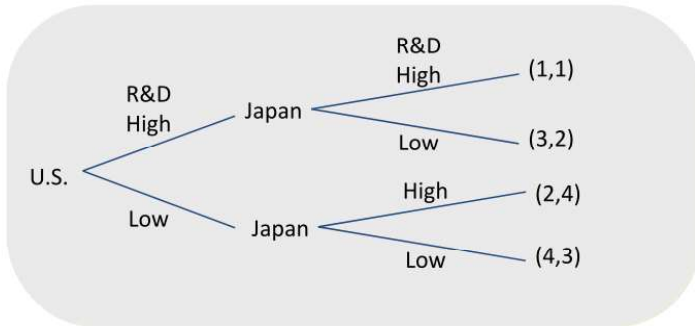 R&D
High
(1,1)
R&D
High
Japan
Low
(3,2)
U.S.
High
(2,4)
Low
Japan
Low
(4,3)